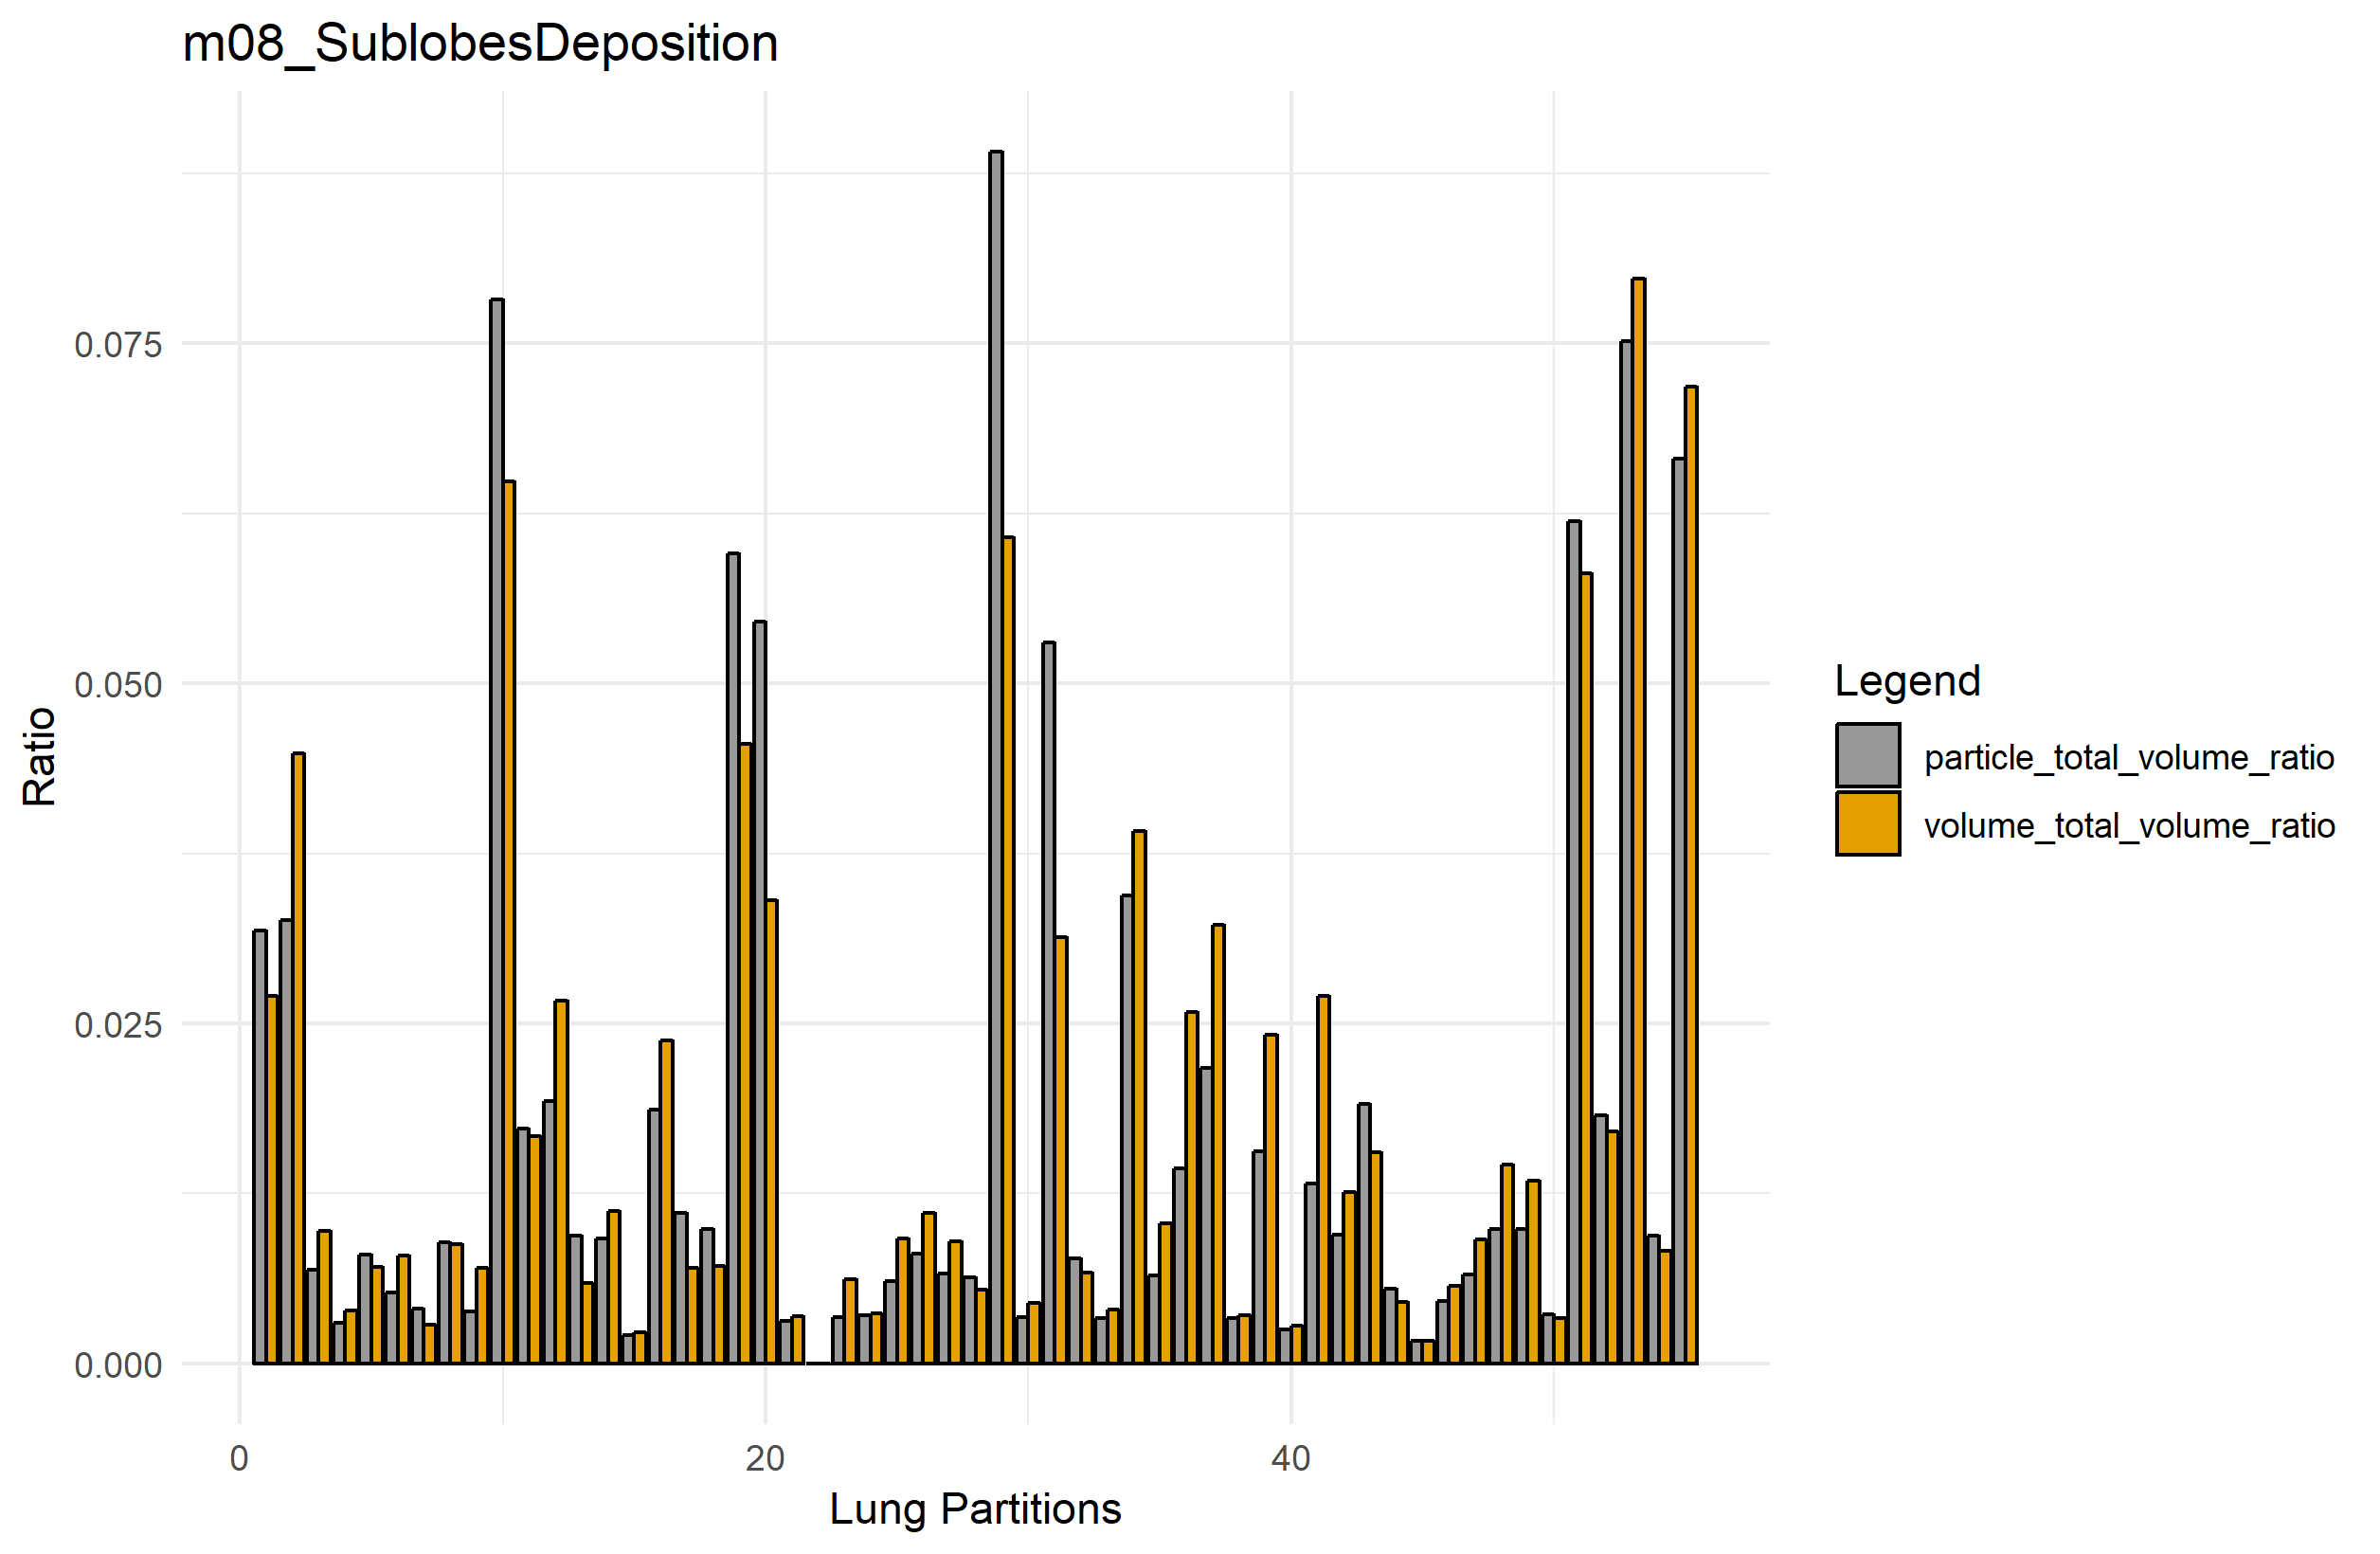 m08_SublobesDeposition
Ratio
0.075
0.050
0.025
0.000
0
20
40
Lung Partitions
Legend
particle_total_volume_ratio
volume_total_volume_ratio